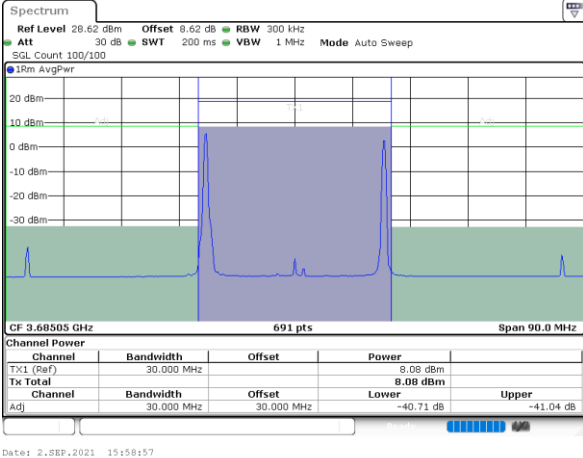 Spectrum
Ref Level 28.62 dBm Offset 8.62 dB RBW 300 kHz
Att 30 dB SWT 200 ms VBW 1 MHz Mode Auto Sweep
SGL Count 100/100
1Rm AvgPwr
20 dBm
TX1
10 dBm Adj Adj
0 dBm
-10 dBm
-20 dBm
-30 dBm
CF 3.68505 GHz 691 pts Span 90.0 MHz
Channel Power
Channel Bandwidth Offset Power
TX1 (Ref) 30.000 MHz 8.08 dBm
Tx Total 8.08 dBm
Channel Bandwidth Offset Lower Upper
Adj 30.000 MHz 30.000 MHz -40.71 dB -41.04 dB
Ready
Date: 2.SEP.2021 15:58:57